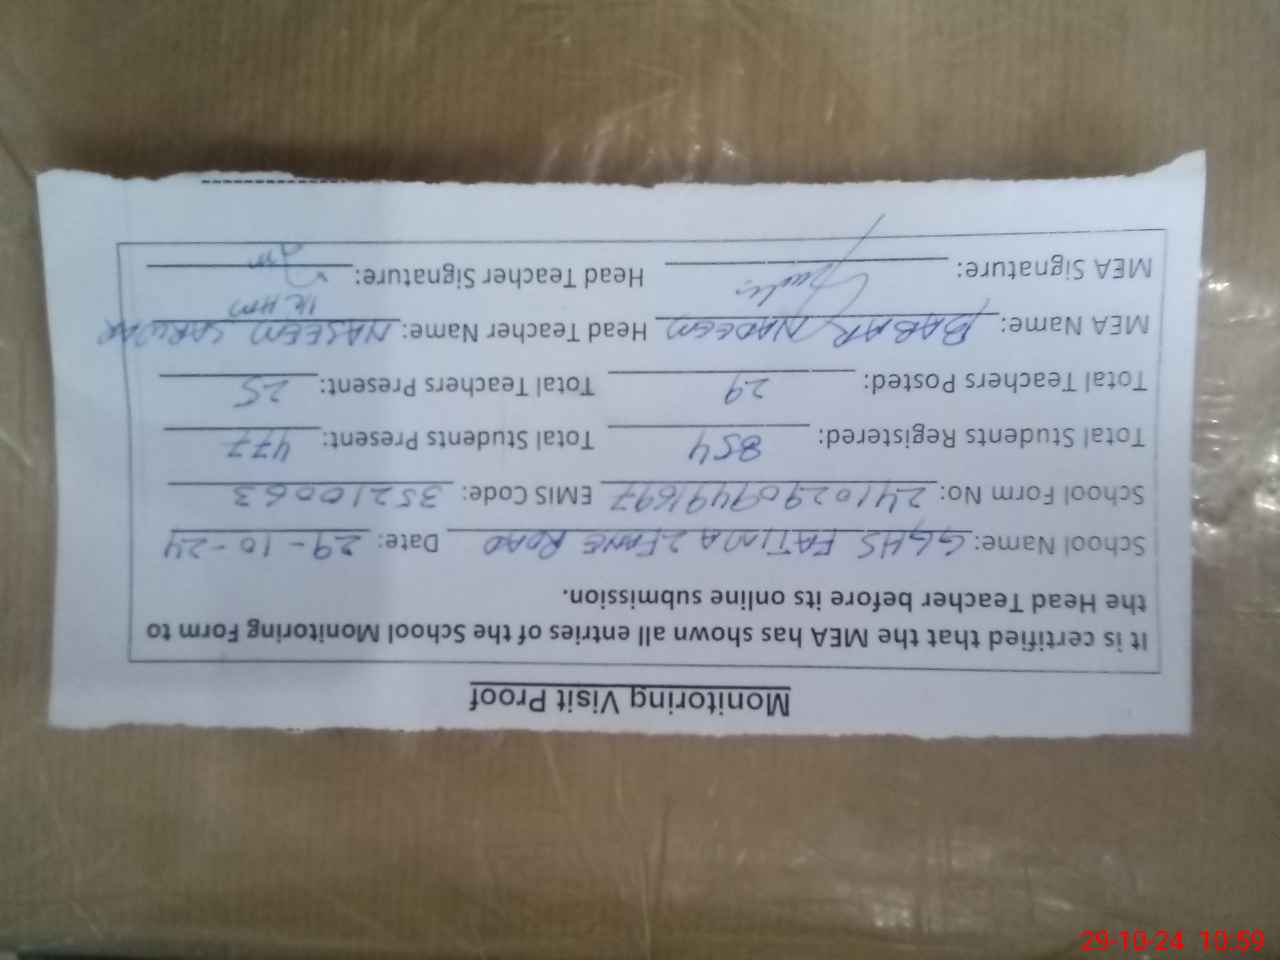 Monitoring Visit Proof
It is certified that the MEA has shown all entries of the School Monitoring Form to
the Head Teacher before its online submission.
School Name: GGHS FATIMA 2 FANE ROAD Date: 29-10-24
School Form No: 24102909491697 EMIS Code: 35210063
Total Students Registered: 854 Total Students Present: 477
Total Teachers Posted: 29 Total Teachers Present: 25
MEA Name: BABAR NADEEM Head Teacher Name: NASEEM SARWAR
MEA Signature: Head Teacher Signature:
29-10-24 10:59